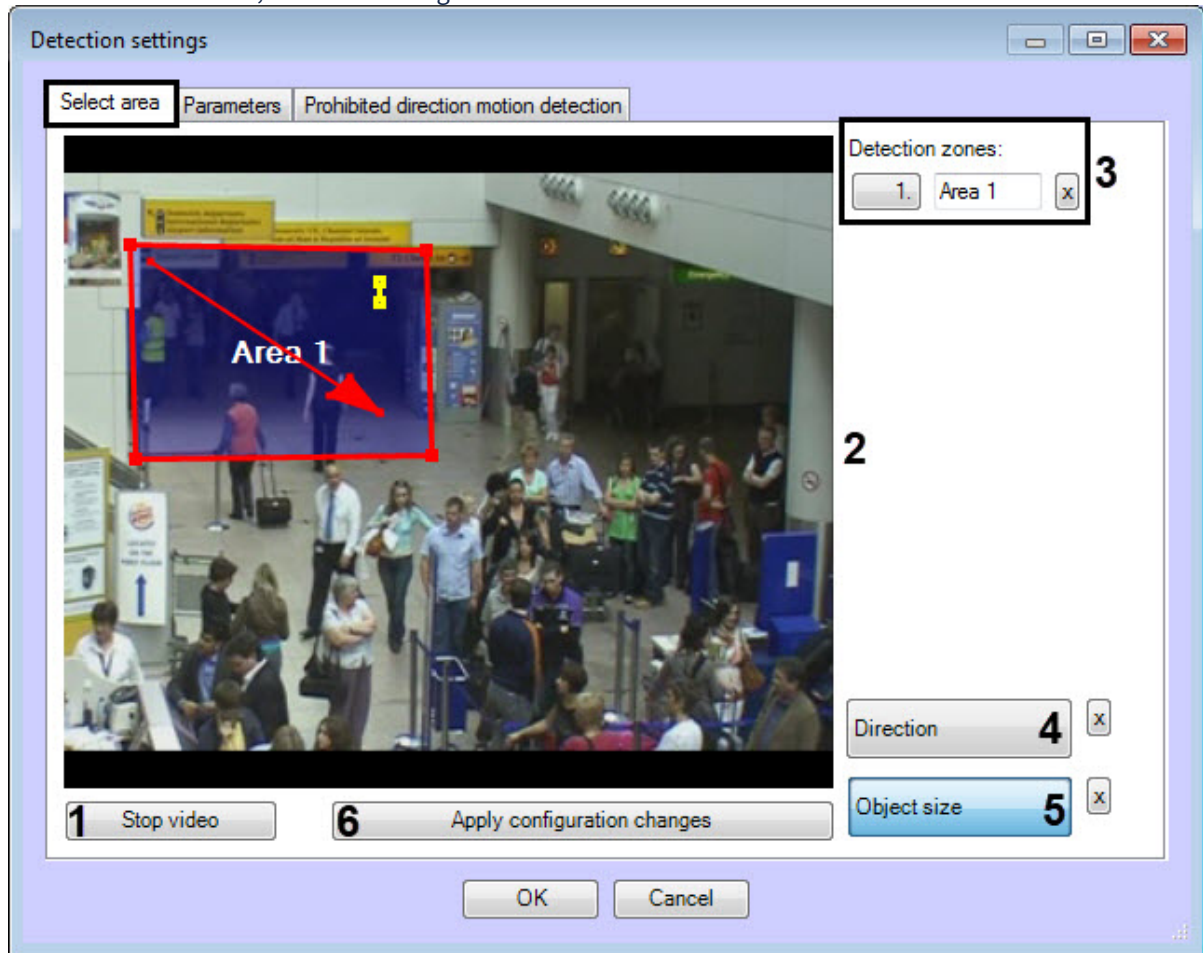 Detection settings
Select area
Parameters
Prohibited direction motion detection
Detection zones:
1. Area 1 x
3
Area 1
2
Direction 4 x
Object size 5 x
1 Stop video
6 Apply configuration changes
OK
Cancel